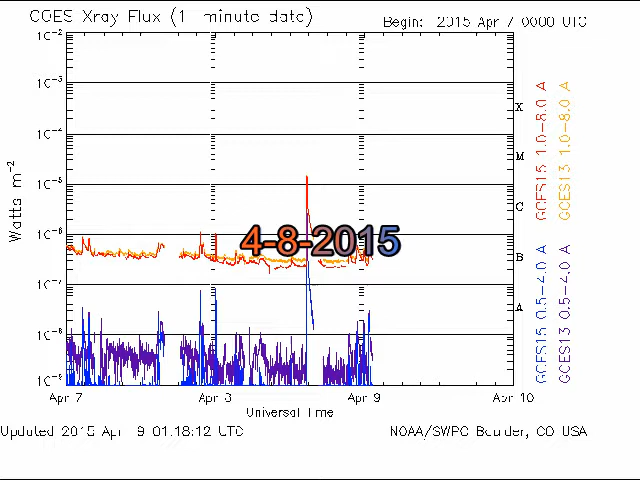 GOES Xray Flux (1 minute data)
Begin: 2015 Apr 7 0000 UTC
10-2
10-3
10-4
10-5
10-6
10-7
10-8
10-9
Watts m-2
X
M
C
B
A
GOES15 1.0-8.0 A
GOES13 1.0-8.0 A
GOES15 0.5-4.0 A
GOES13 0.5-4.0 A
4-8-2015
Apr 7
Apr 8
Apr 9
Apr 10
Universal Time
Updated 2015 Apr 9 01:18:12 UTC
NOAA/SWPC Boulder, CO USA